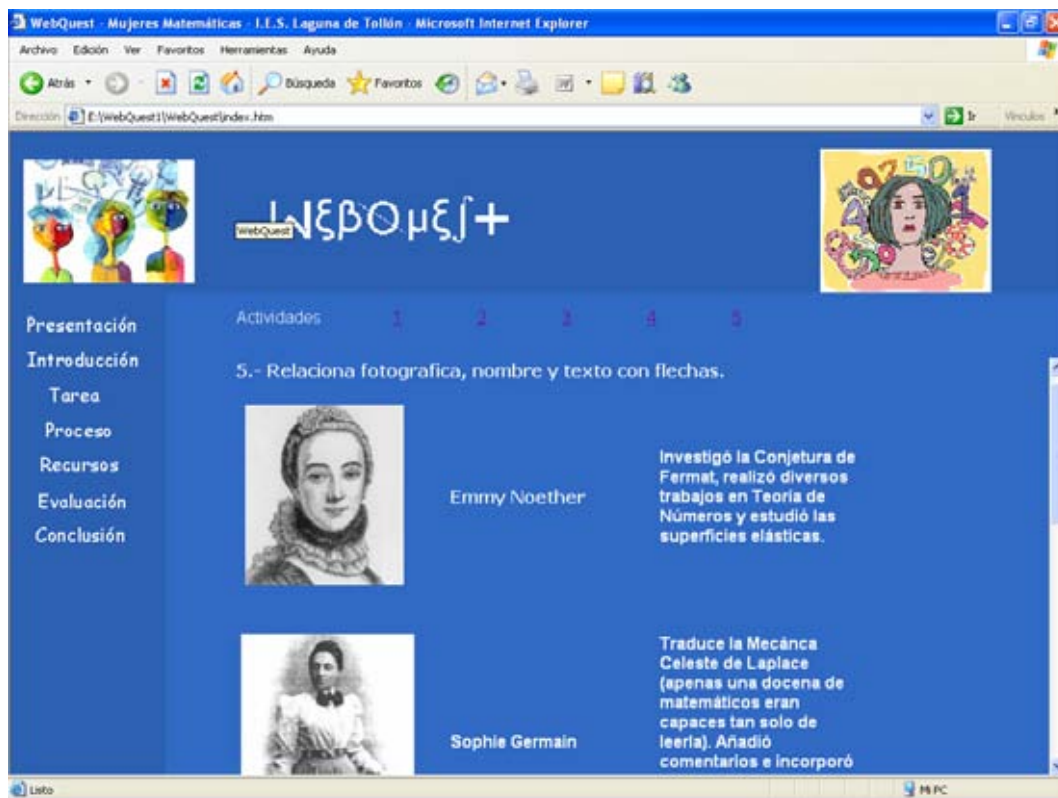 WebQuest - Mujeres Matemáticas - I.E.S. Laguna de Tollón - Microsoft Internet Explorer
Archivo Edición Ver Favoritos Herramientas Ayuda
Atrás Búsqueda Favoritos
Dirección E:\WebQuest1\WebQuest\index.htm Ir Vínculos
WξβΟμξ∫+
WebQuest
Presentación
Introducción
Tarea
Proceso
Recursos
Evaluación
Conclusión
Actividades 1 2 3 4 5
5.- Relaciona fotografica, nombre y texto con flechas.
Emmy Noether
Investigó la Conjetura de
Fermat, realizó diversos
trabajos en Teoría de
Números y estudió las
superficies elásticas.
Sophie Germain
Traduce la Mecánca
Celeste de Laplace
(apenas una docena de
matemáticos eran
capaces tan solo de
leerla). Añadió
comentarios e incorporó
Listo
Mi PC